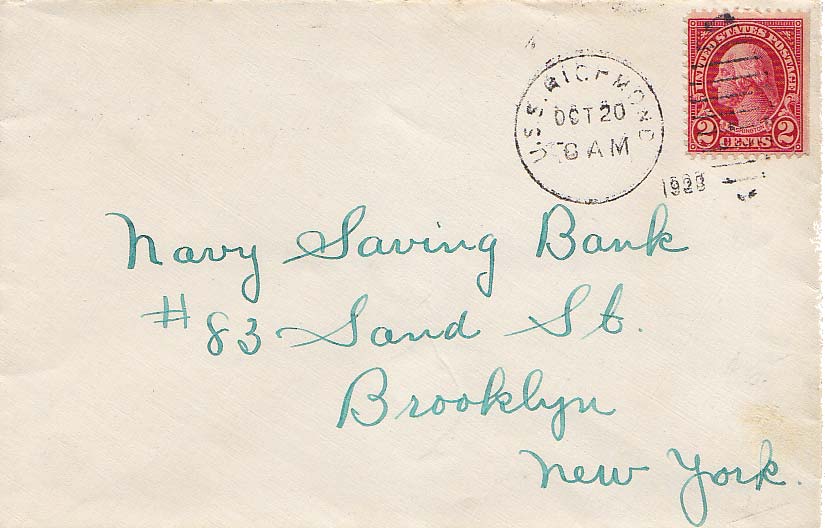 U.S.S. RICHMOND
OCT 20
8 AM
1923
UNITED STATES POSTAGE
2 CENTS 2
Navy Saving Bank
#83 Sand St.
Brooklyn
New York.